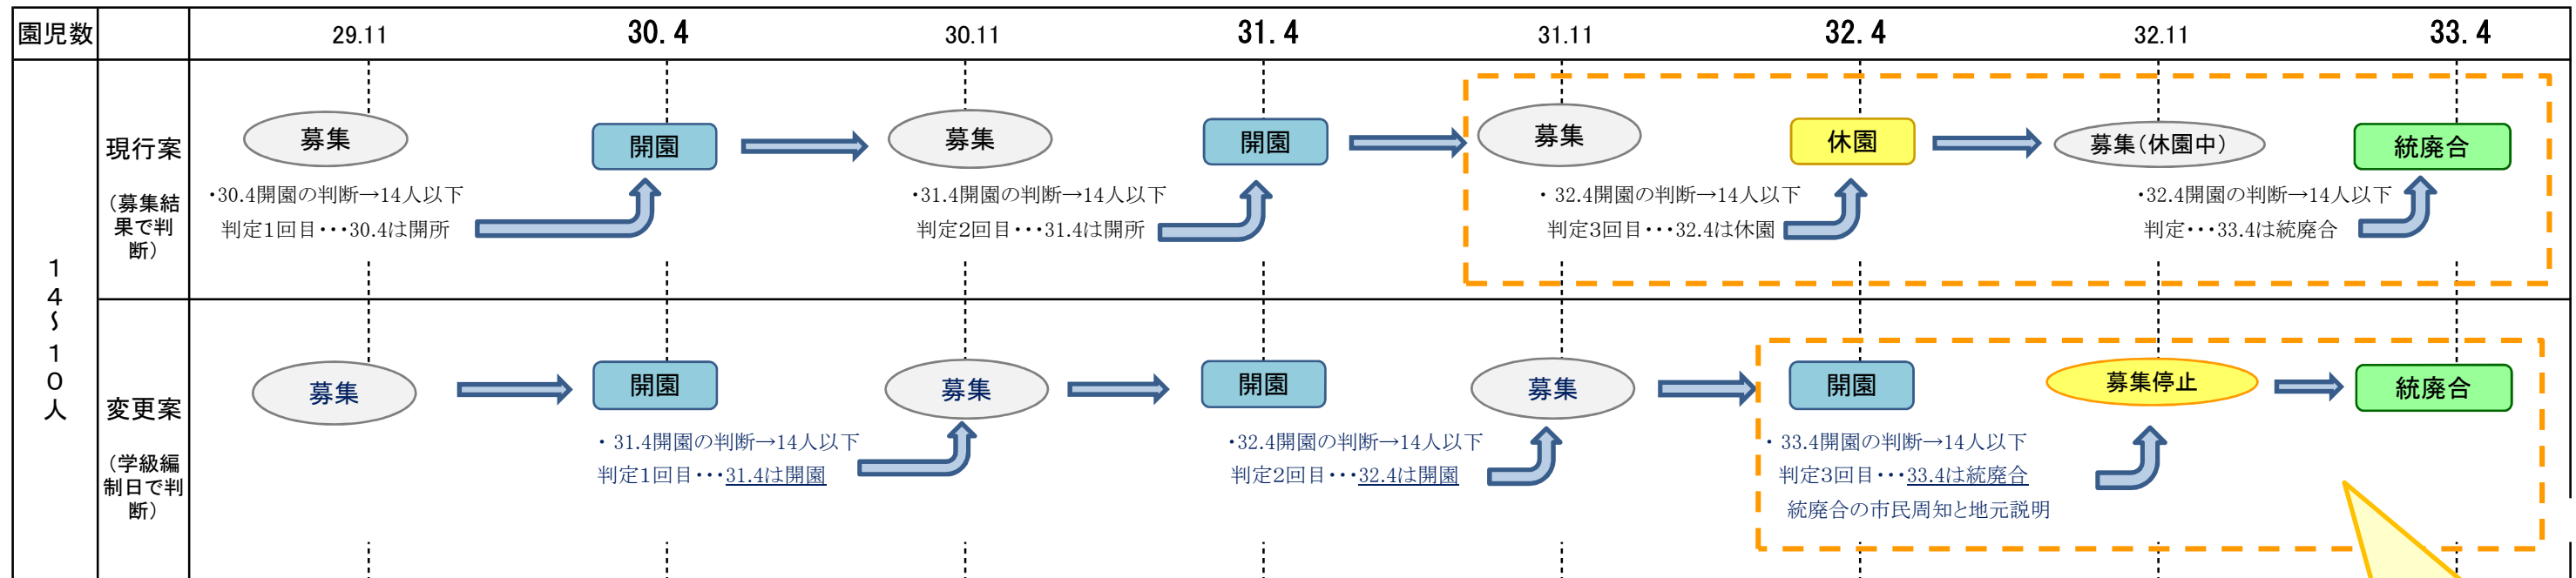 園児数
29.11
30.4
30.11
31.4
31.11
32.4
32.11
33.4
14～10人
現行案
（募集結
果で判
断）
募集
開園
募集
開園
募集
休園
募集（休園中）
統廃合
・30.4開園の判断→14人以下
判定1回目・・・30.4は開所
・31.4開園の判断→14人以下
判定2回目・・・31.4は開所
・ 32.4開園の判断→14人以下
判定3回目・・・32.4は休園
・32.4開園の判断→14人以下
判定・・・33.4は統廃合
変更案
（学級編
制日で判
断）
募集
開園
募集
開園
募集
開園
募集停止
統廃合
・ 31.4開園の判断→14人以下
判定1回目・・・31.4は開園
・32.4開園の判断→14人以下
判定2回目・・・32.4は開園
・ 33.4開園の判断→14人以下
判定3回目・・・33.4は統廃合
統廃合の市民周知と地元説明